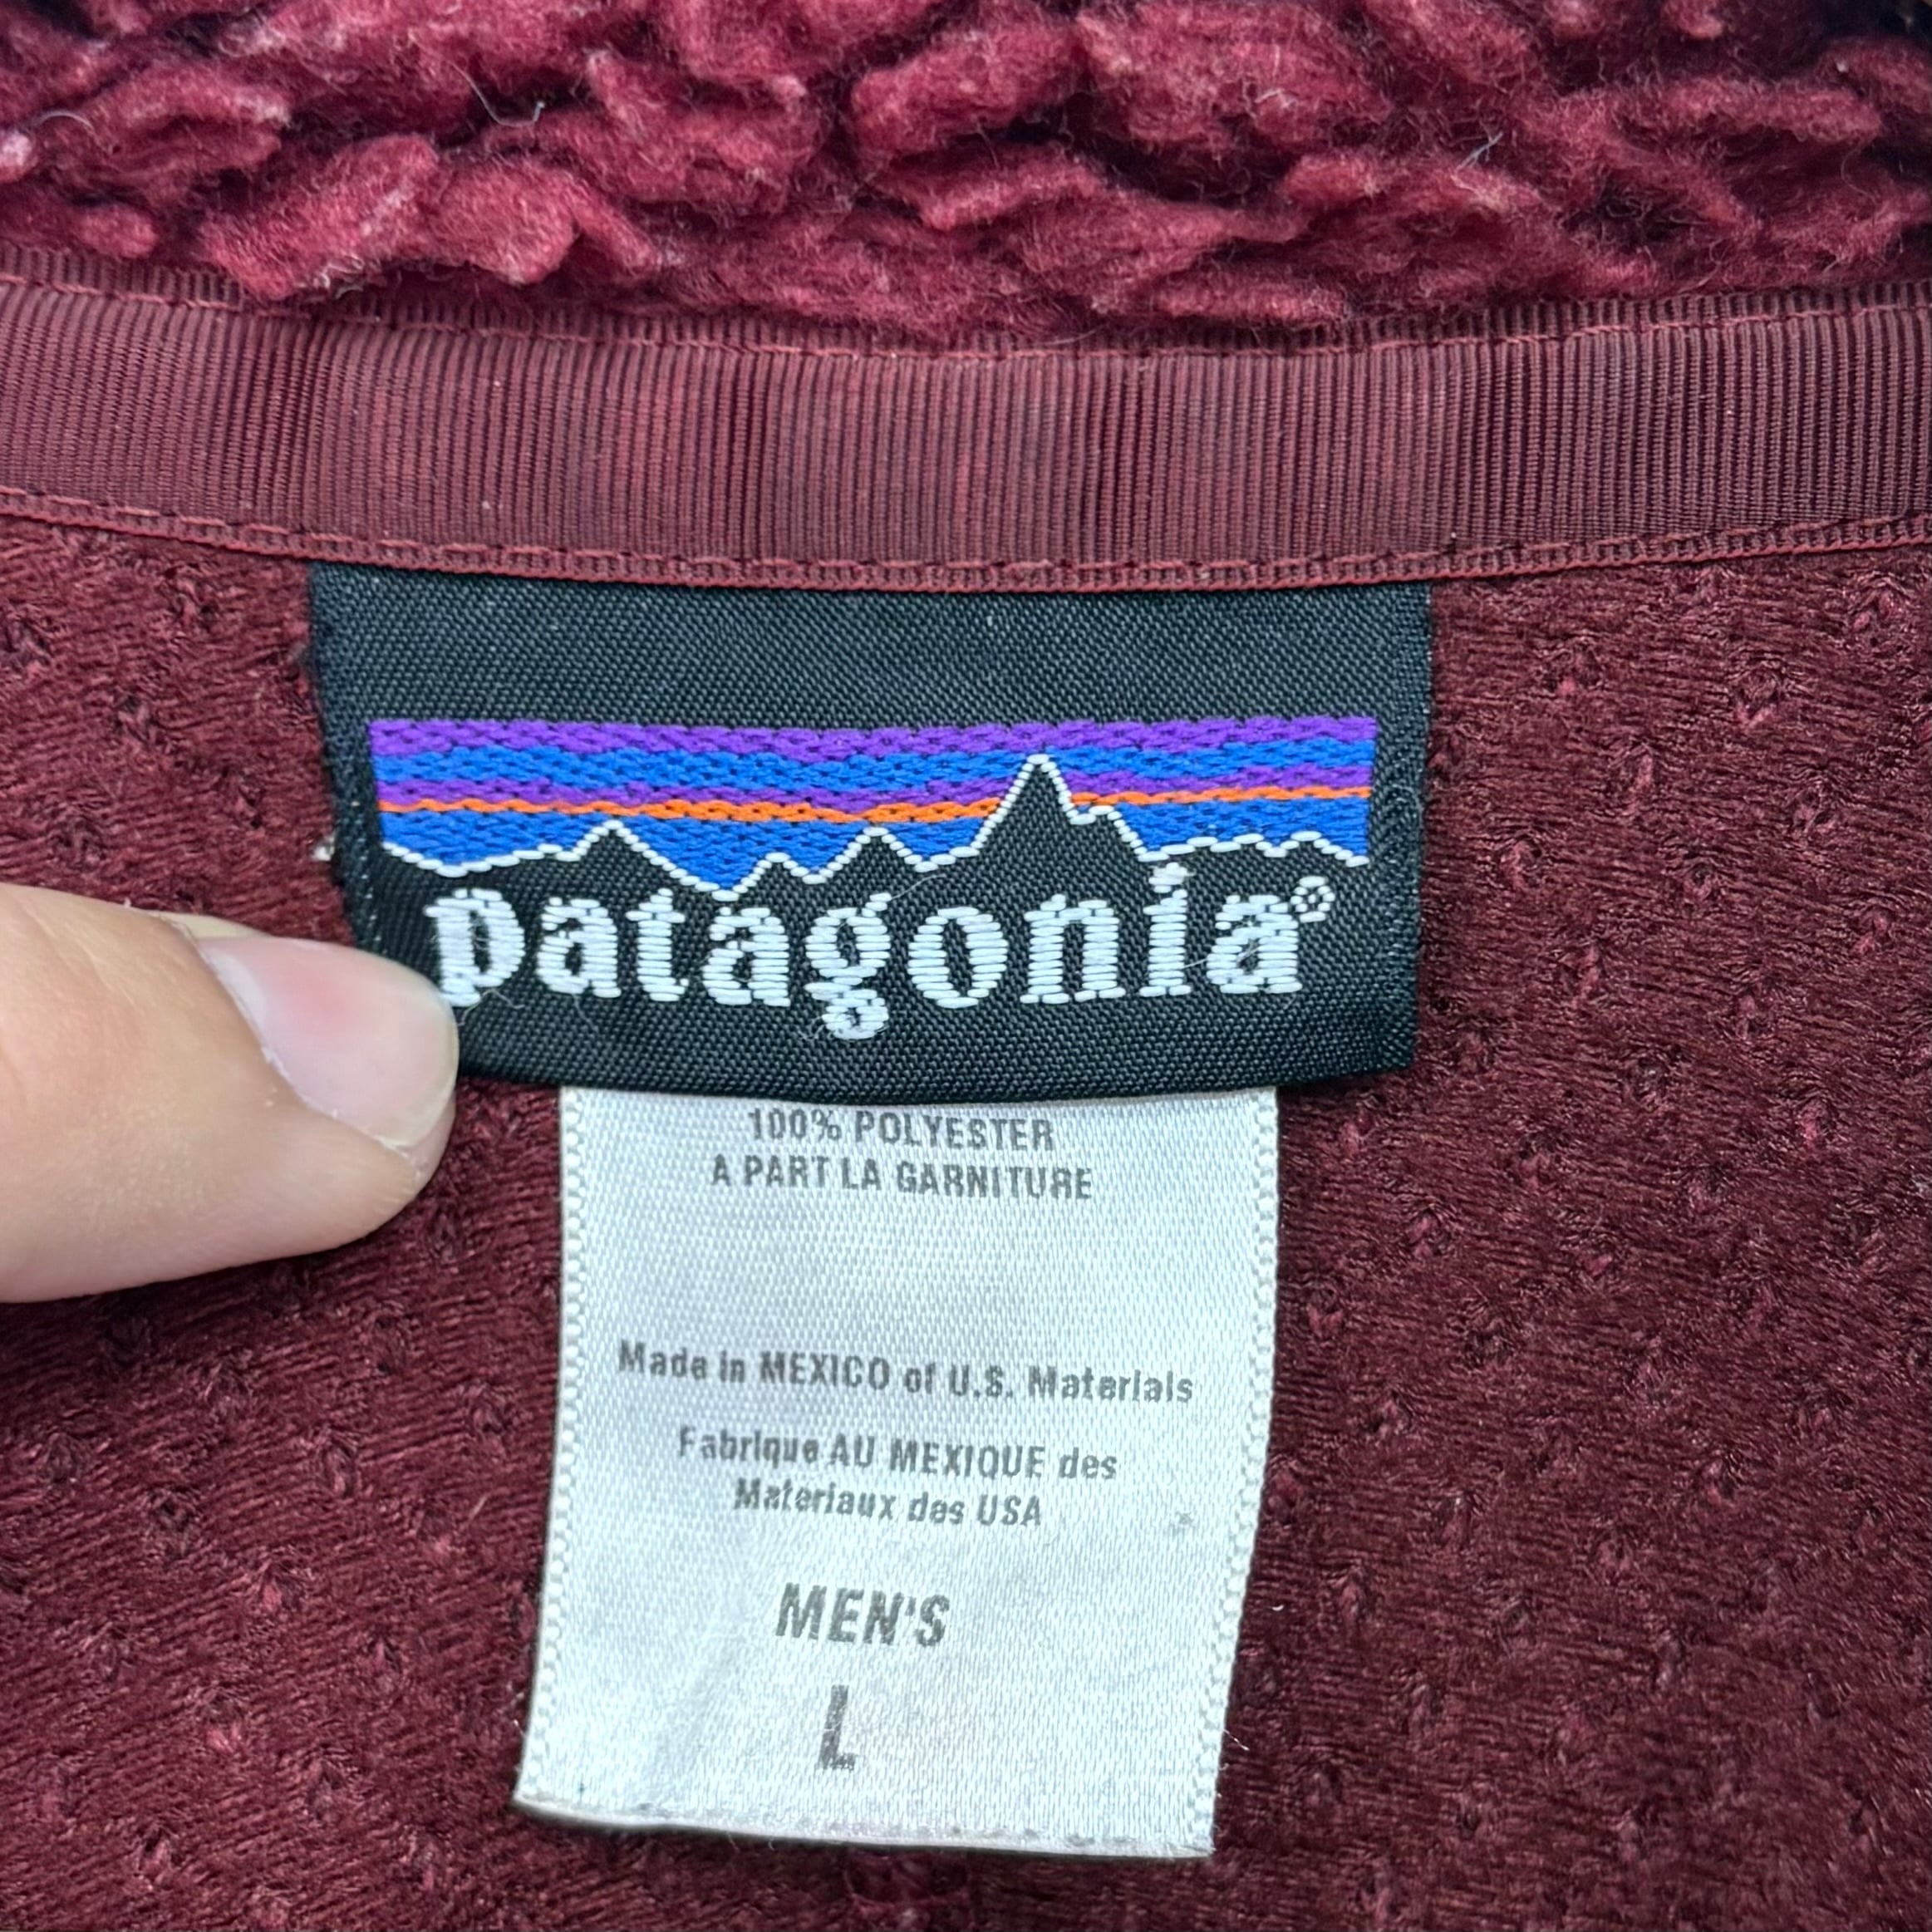 patagonia®
100% POLYESTER
A PART LA GARNITURE
Made in MEXICO of U.S. Materials
Fabrique AU MEXIQUE des
Materiaux des USA
MEN'S
L